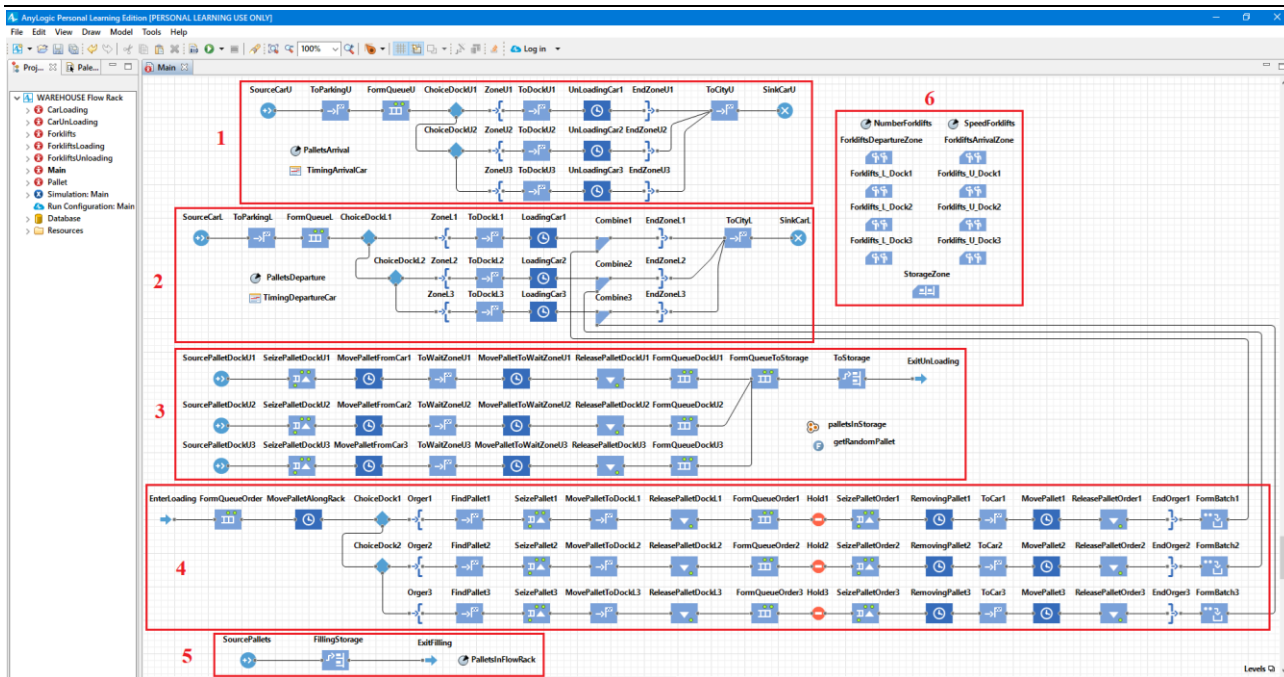 AnyLogic Personal Learning Edition [PERSONAL LEARNING USE ONLY]
File Edit View Draw Model Tools Help
100% Log in
Proj... Pale... Main
WAREHOUSE Flow Rack
CarLoading
CarUnLoading
Forklifts
ForkliftsLoading
ForkliftsUnloading
Main
Pallet
Simulation: Main
Run Configuration: Main
Database
Resources
1
SourceCarU ToParkingU FormQueueU ChoiceDockU1 ZoneU1 ToDockU1 UnLoadingCar1 EndZoneU1 ToCityU SinkCarU
ChoiceDockU2 ZoneU2 ToDockU2 UnLoadingCar2 EndZoneU2
PalletsArrival
TimingArrivalCar
ZoneU3 ToDockU3 UnLoadingCar3 EndZoneU3
2
SourceCarL ToParkingL FormQueueL ChoiceDockL1 ZoneL1 ToDockL1 LoadingCar1 Combine1 EndZoneL1 ToCityL SinkCarL
ChoiceDockL2 ZoneL2 ToDockL2 LoadingCar2 Combine2 EndZoneL2
PalletsDeparture
TimingDepartureCar
ZoneL3 ToDockL3 LoadingCar3 Combine3 EndZoneL3
3
SourcePalletDockU1 SeizePalletDockU1 MovePalletFromCar1 ToWaitZoneU1 MovePalletToWaitZoneU1 ReleasePalletDockU1 FormQueueDockU1 FormQueueToStorage ToStorage ExitUnLoading
SourcePalletDockU2 SeizePalletDockU2 MovePalletFromCar2 ToWaitZoneU2 MovePalletToWaitZoneU2 ReleasePalletDockU2 FormQueueDockU2
palletsInStorage
getRandomPallet
SourcePalletDockU3 SeizePalletDockU3 MovePalletFromCar3 ToWaitZoneU3 MovePalletToWaitZoneU3 ReleasePalletDockU3 FormQueueDockU3
4
EnterLoading FormQueueOrder MovePalletAlongRack ChoiceDock1 Orger1 FindPallet1 SeizePallet1 MovePalletToDockL1 ReleasePalletDockL1 FormQueueOrder1 Hold1 SeizePalletOrder1 RemovingPallet1 ToCar1 MovePallet1 ReleasePalletOrder1 EndOrger1 FormBatch1
ChoiceDock2 Orger2 FindPallet2 SeizePallet2 MovePalletToDockL2 ReleasePalletDockL2 FormQueueOrder2 Hold2 SeizePalletOrder2 RemovingPallet2 ToCar2 MovePallet2 ReleasePalletOrder2 EndOrger2 FormBatch2
Orger3 FindPallet3 SeizePallet3 MovePalletToDockL3 ReleasePalletDockL3 FormQueueOrder3 Hold3 SeizePalletOrder3 RemovingPallet3 ToCar3 MovePallet3 ReleasePalletOrder3 EndOrger3 FormBatch3
5
SourcePallets FillingStorage ExitFilling
PalletsInFlowRack
6
NumberForklifts SpeedForklifts
ForkliftsDepartureZone ForkliftsArrivalZone
Forklifts_L_Dock1 Forklifts_U_Dock1
Forklifts_L_Dock2 Forklifts_U_Dock2
Forklifts_L_Dock3 Forklifts_U_Dock3
StorageZone
Levels